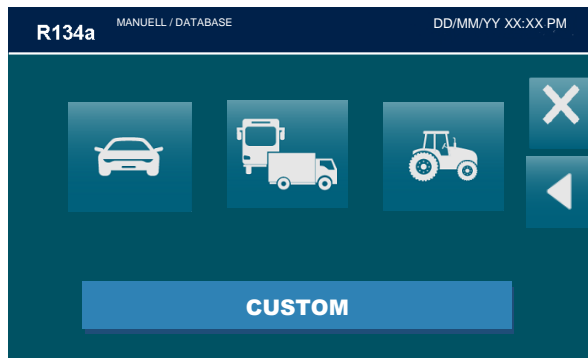 R134a
MANUELL / DATABASE
DD/MM/YY XX:XX PM
CUSTOM